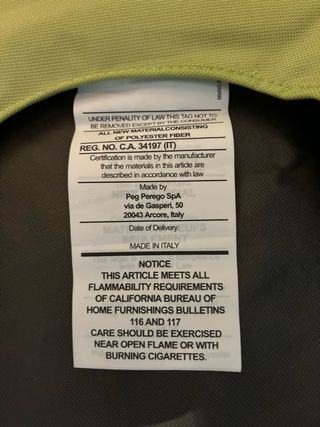 UNDER PENALITY OF LAW THIS TAG NOT TO
BE REMOVED EXCEPT BY THE CONSUMER
ALL NEW MATERIALCONSISTING
OF POLYESTER FIBER
REG. NO. C.A. 34197 (IT)
Certification is made by the manufacturer
that the materials in this article are
described in accordance with law
Made by
Peg Perego SpA
via de Gasperi, 50
20043 Arcore, Italy
Date of Delivery:
MADE IN ITALY
NOTICE
THIS ARTICLE MEETS ALL
FLAMMABILITY REQUIREMENTS
OF CALIFORNIA BUREAU OF
HOME FURNISHINGS BULLETINS
116 AND 117
CARE SHOULD BE EXERCISED
NEAR OPEN FLAME OR WITH
BURNING CIGARETTES.